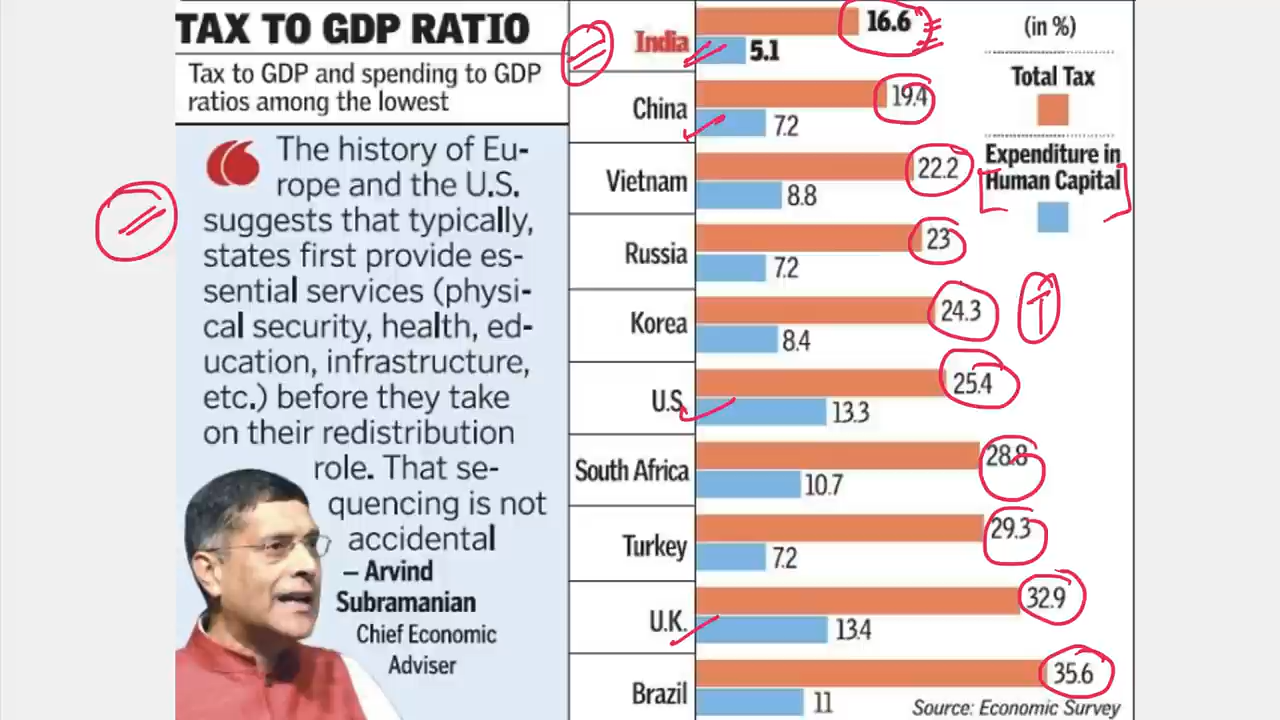 TAX TO GDP RATIO
Tax to GDP and spending to GDP
ratios among the lowest
The history of Eu-
rope and the U.S.
suggests that typically,
states first provide es-
sential services (physi-
cal security, health, ed-
ucation, infrastructure,
etc.) before they take
on their redistribution
role. That se-
quencing is not
accidental
– Arvind
Subramanian
Chief Economic
Adviser
India
16.6
5.1
China
19.4
7.2
Vietnam
22.2
8.8
Russia
23
7.2
Korea
24.3
8.4
U.S.
25.4
13.3
South Africa
28.8
10.7
Turkey
29.3
7.2
U.K.
32.9
13.4
Brazil
35.6
11
(in %)
Total Tax
Expenditure in
Human Capital
Source: Economic Survey